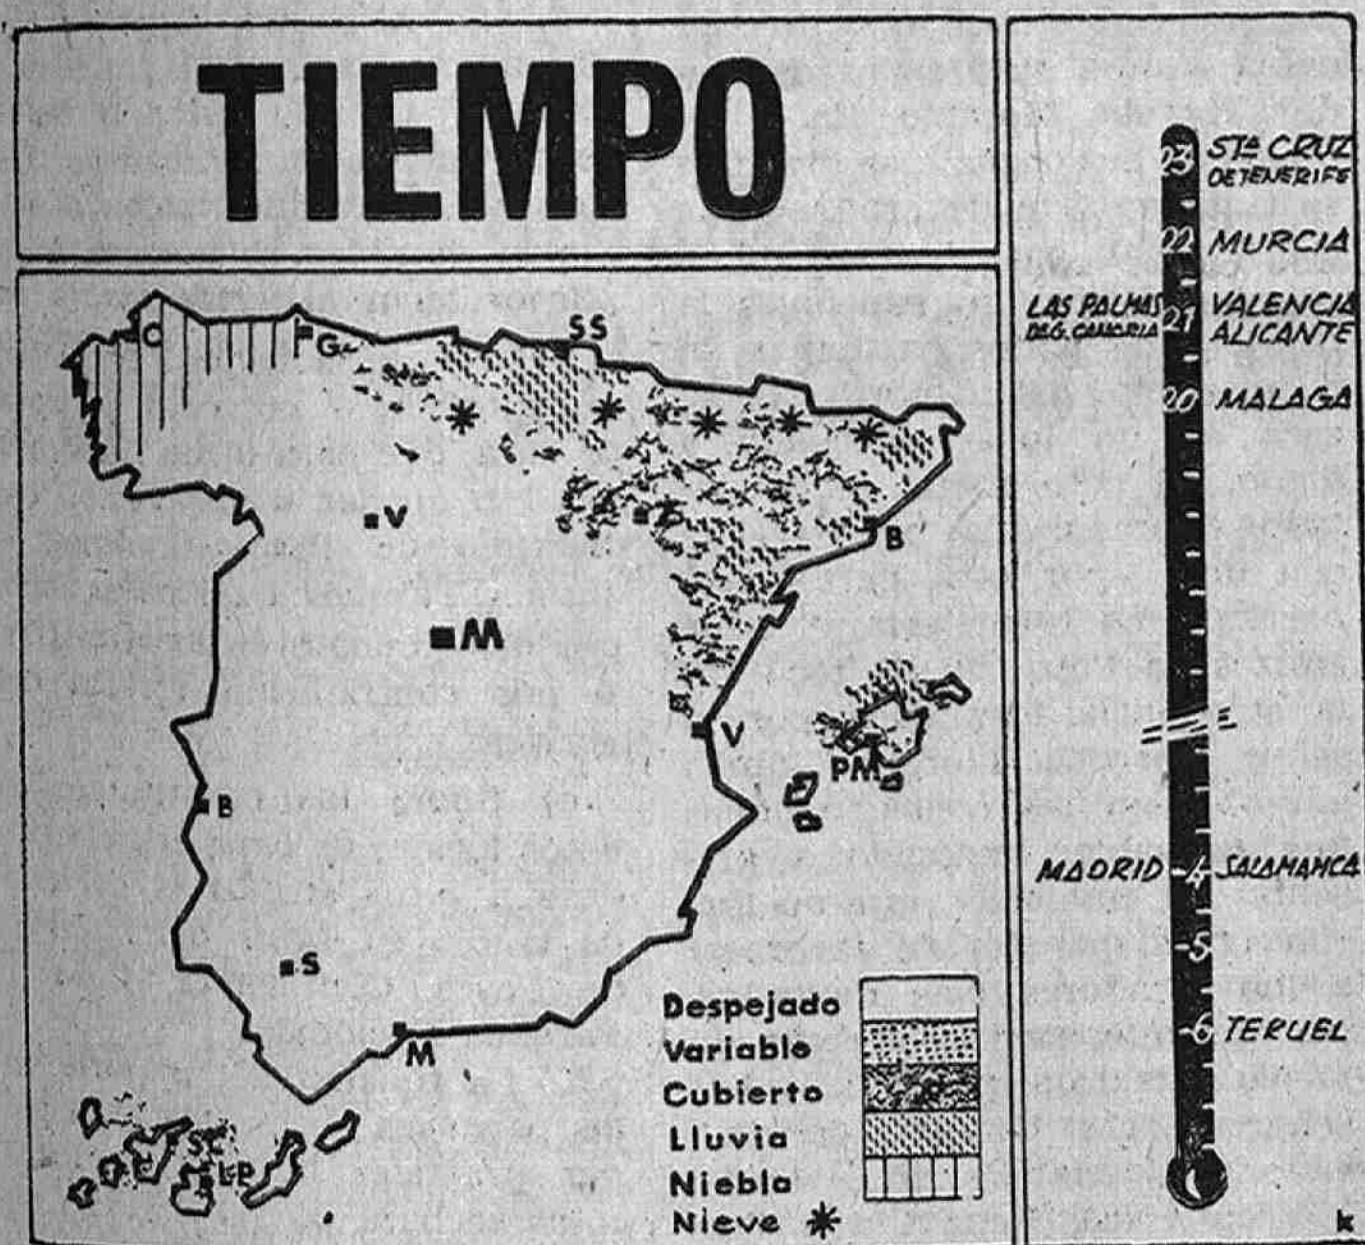 TIEMPO
C
G
SS
V
Z
B
M
V
PM
B
S
M
SC
LP
Despejado
Variable
Cubierto
Lluvia
Niebla
Nieve
23 STA CRUZ
DE TENERIFE
22 MURCIA
LAS PALMAS 21 VALENCIA
DE G. CANARIA ALICANTE
20 MALAGA
MADRID -4 SALAMANCA
-5
-6 TERUEL
k